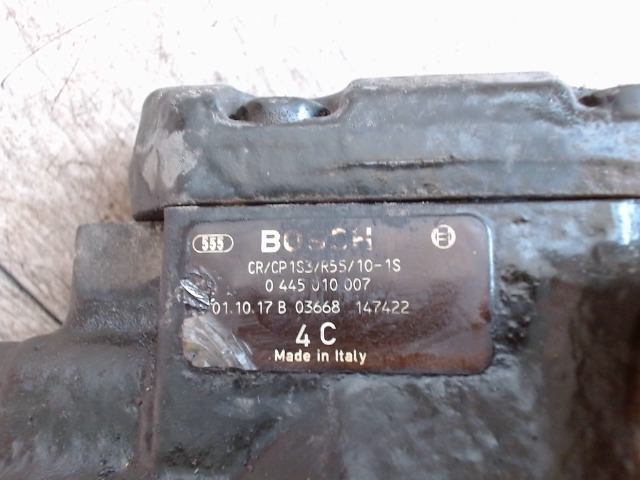 555 BOSCH
CR/CP1S3/R55/10-1S
0 445 010 007
01.10.17 B 03668 147422
4 C
Made in Italy